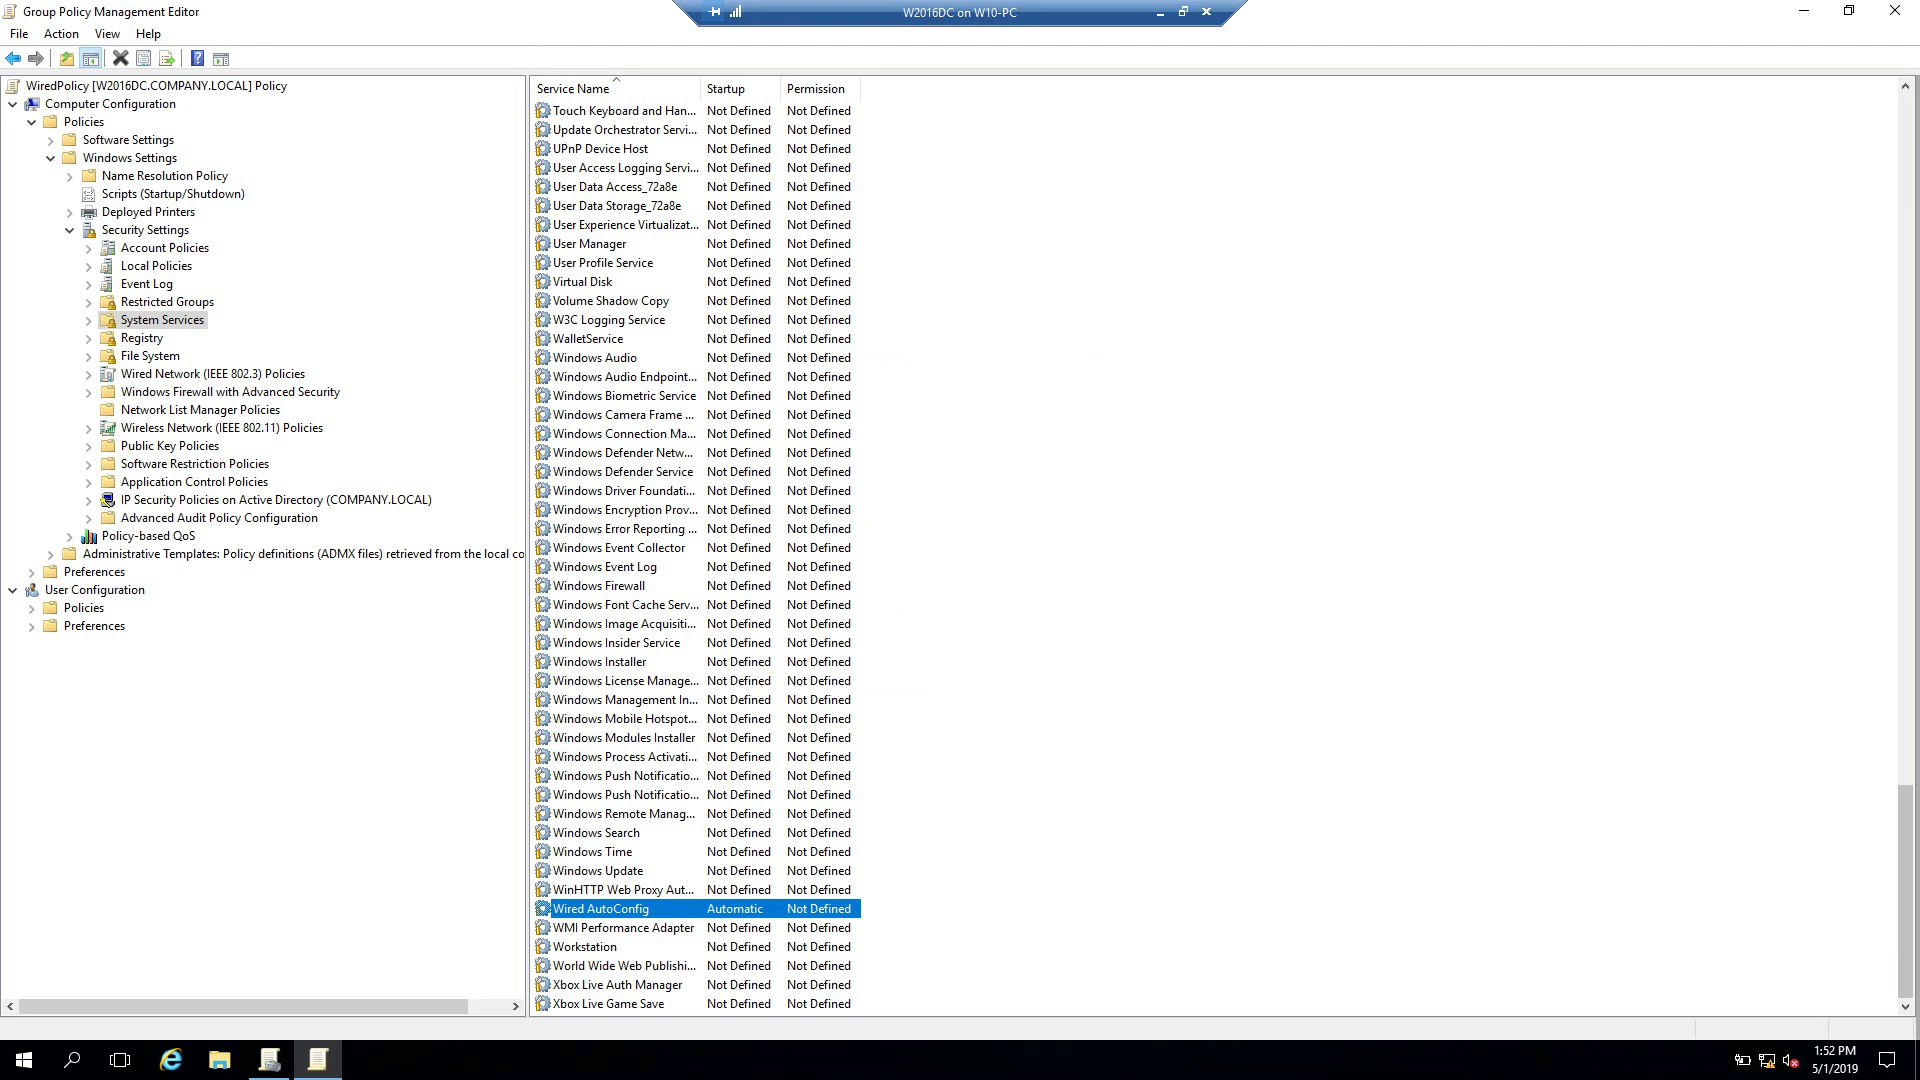 Group Policy Management Editor
W2016DC on W10-PC
File Action View Help
WiredPolicy [W2016DC.COMPANY.LOCAL] Policy
Computer Configuration
Policies
Software Settings
Windows Settings
Name Resolution Policy
Scripts (Startup/Shutdown)
Deployed Printers
Security Settings
Account Policies
Local Policies
Event Log
Restricted Groups
System Services
Registry
File System
Wired Network (IEEE 802.3) Policies
Windows Firewall with Advanced Security
Network List Manager Policies
Wireless Network (IEEE 802.11) Policies
Public Key Policies
Software Restriction Policies
Application Control Policies
IP Security Policies on Active Directory (COMPANY.LOCAL)
Advanced Audit Policy Configuration
Policy-based QoS
Administrative Templates: Policy definitions (ADMX files) retrieved from the local co
Preferences
User Configuration
Policies
Preferences
Service Name Startup Permission
Touch Keyboard and Han... Not Defined Not Defined
Update Orchestrator Servi... Not Defined Not Defined
UPnP Device Host Not Defined Not Defined
User Access Logging Servi... Not Defined Not Defined
User Data Access_72a8e Not Defined Not Defined
User Data Storage_72a8e Not Defined Not Defined
User Experience Virtualizat... Not Defined Not Defined
User Manager Not Defined Not Defined
User Profile Service Not Defined Not Defined
Virtual Disk Not Defined Not Defined
Volume Shadow Copy Not Defined Not Defined
W3C Logging Service Not Defined Not Defined
WalletService Not Defined Not Defined
Windows Audio Not Defined Not Defined
Windows Audio Endpoint... Not Defined Not Defined
Windows Biometric Service Not Defined Not Defined
Windows Camera Frame ... Not Defined Not Defined
Windows Connection Ma... Not Defined Not Defined
Windows Defender Netw... Not Defined Not Defined
Windows Defender Service Not Defined Not Defined
Windows Driver Foundati... Not Defined Not Defined
Windows Encryption Prov... Not Defined Not Defined
Windows Error Reporting ... Not Defined Not Defined
Windows Event Collector Not Defined Not Defined
Windows Event Log Not Defined Not Defined
Windows Firewall Not Defined Not Defined
Windows Font Cache Serv... Not Defined Not Defined
Windows Image Acquisiti... Not Defined Not Defined
Windows Insider Service Not Defined Not Defined
Windows Installer Not Defined Not Defined
Windows License Manage... Not Defined Not Defined
Windows Management In... Not Defined Not Defined
Windows Mobile Hotspot... Not Defined Not Defined
Windows Modules Installer Not Defined Not Defined
Windows Process Activati... Not Defined Not Defined
Windows Push Notificatio... Not Defined Not Defined
Windows Push Notificatio... Not Defined Not Defined
Windows Remote Manag... Not Defined Not Defined
Windows Search Not Defined Not Defined
Windows Time Not Defined Not Defined
Windows Update Not Defined Not Defined
WinHTTP Web Proxy Aut... Not Defined Not Defined
Wired AutoConfig Automatic Not Defined
WMI Performance Adapter Not Defined Not Defined
Workstation Not Defined Not Defined
World Wide Web Publishi... Not Defined Not Defined
Xbox Live Auth Manager Not Defined Not Defined
Xbox Live Game Save Not Defined Not Defined
1:52 PM
5/1/2019